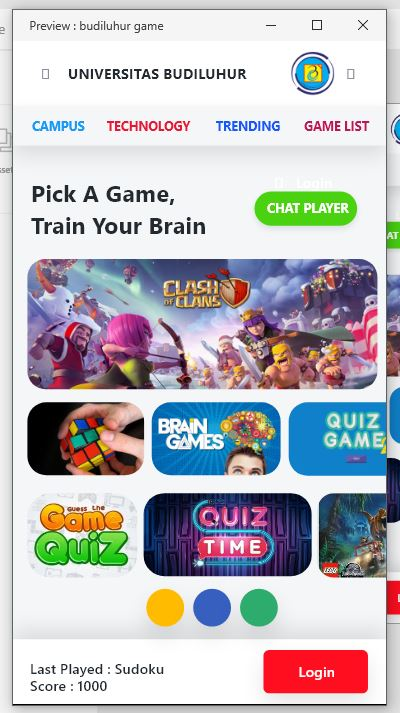 Preview : budiluhur game
UNIVERSITAS BUDILUHUR
CAMPUS TECHNOLOGY TRENDING GAME LIST
Login
Pick A Game,
Train Your Brain
CHAT PLAYER
CLASH
OF CLANS
BRAIN
GAMES
QUIZ
GAME
Guess The
Game
QuiZ
QUIZ
TIME
LEGO
Last Played : Sudoku
Score : 1000
Login